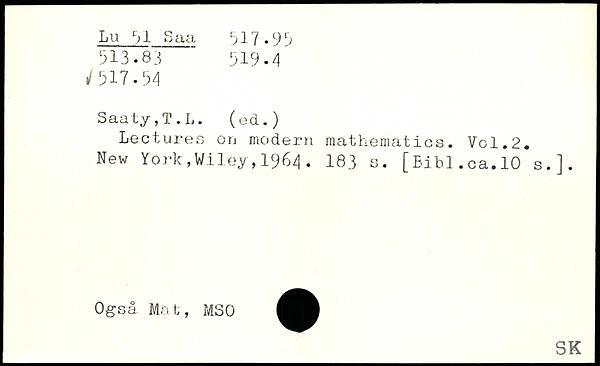 Lu 51 Saa 517.95
513.83 519.4
√517.54
Saaty,T.L. (ed.)
Lectures on modern mathematics. Vol.2.
New York,Wiley,1964. 183 s. [Bibl.ca.10 s.].
Også Mat, MSO
SK